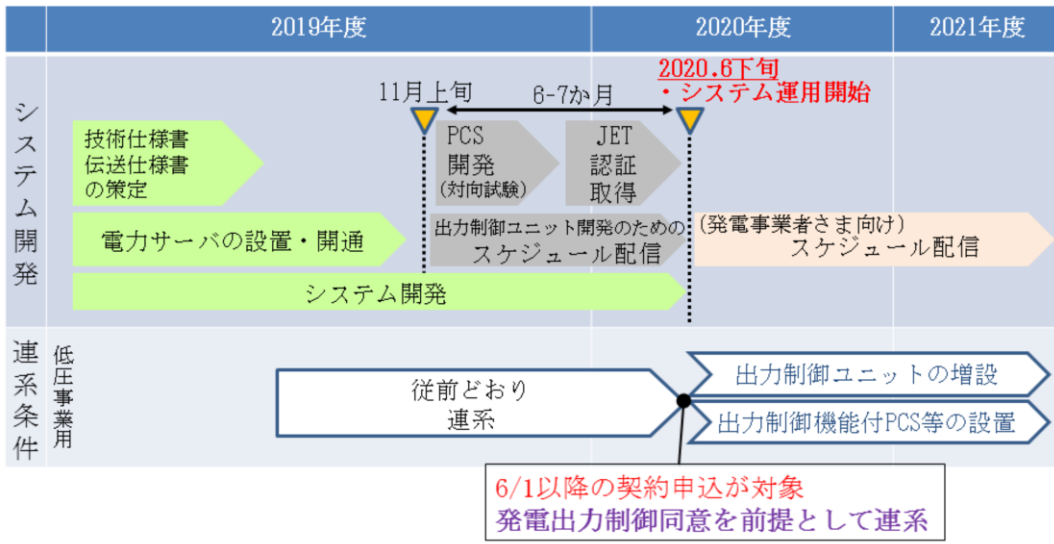 2019年度
2020年度
2021年度
システム開発
11月上旬
6-7か月
2020.6下旬
・システム運用開始
技術仕様書
伝送仕様書
の策定
PCS
開発
(対向試験)
JET
認証
取得
電力サーバの設置・開通
出力制御ユニット開発のための
スケジュール配信
(発電事業者さま向け)
スケジュール配信
システム開発
連系条件
低圧事業用
従前どおり
連系
出力制御ユニットの増設
出力制御機能付PCS等の設置
6/1以降の契約申込が対象
発電出力制御同意を前提として連系